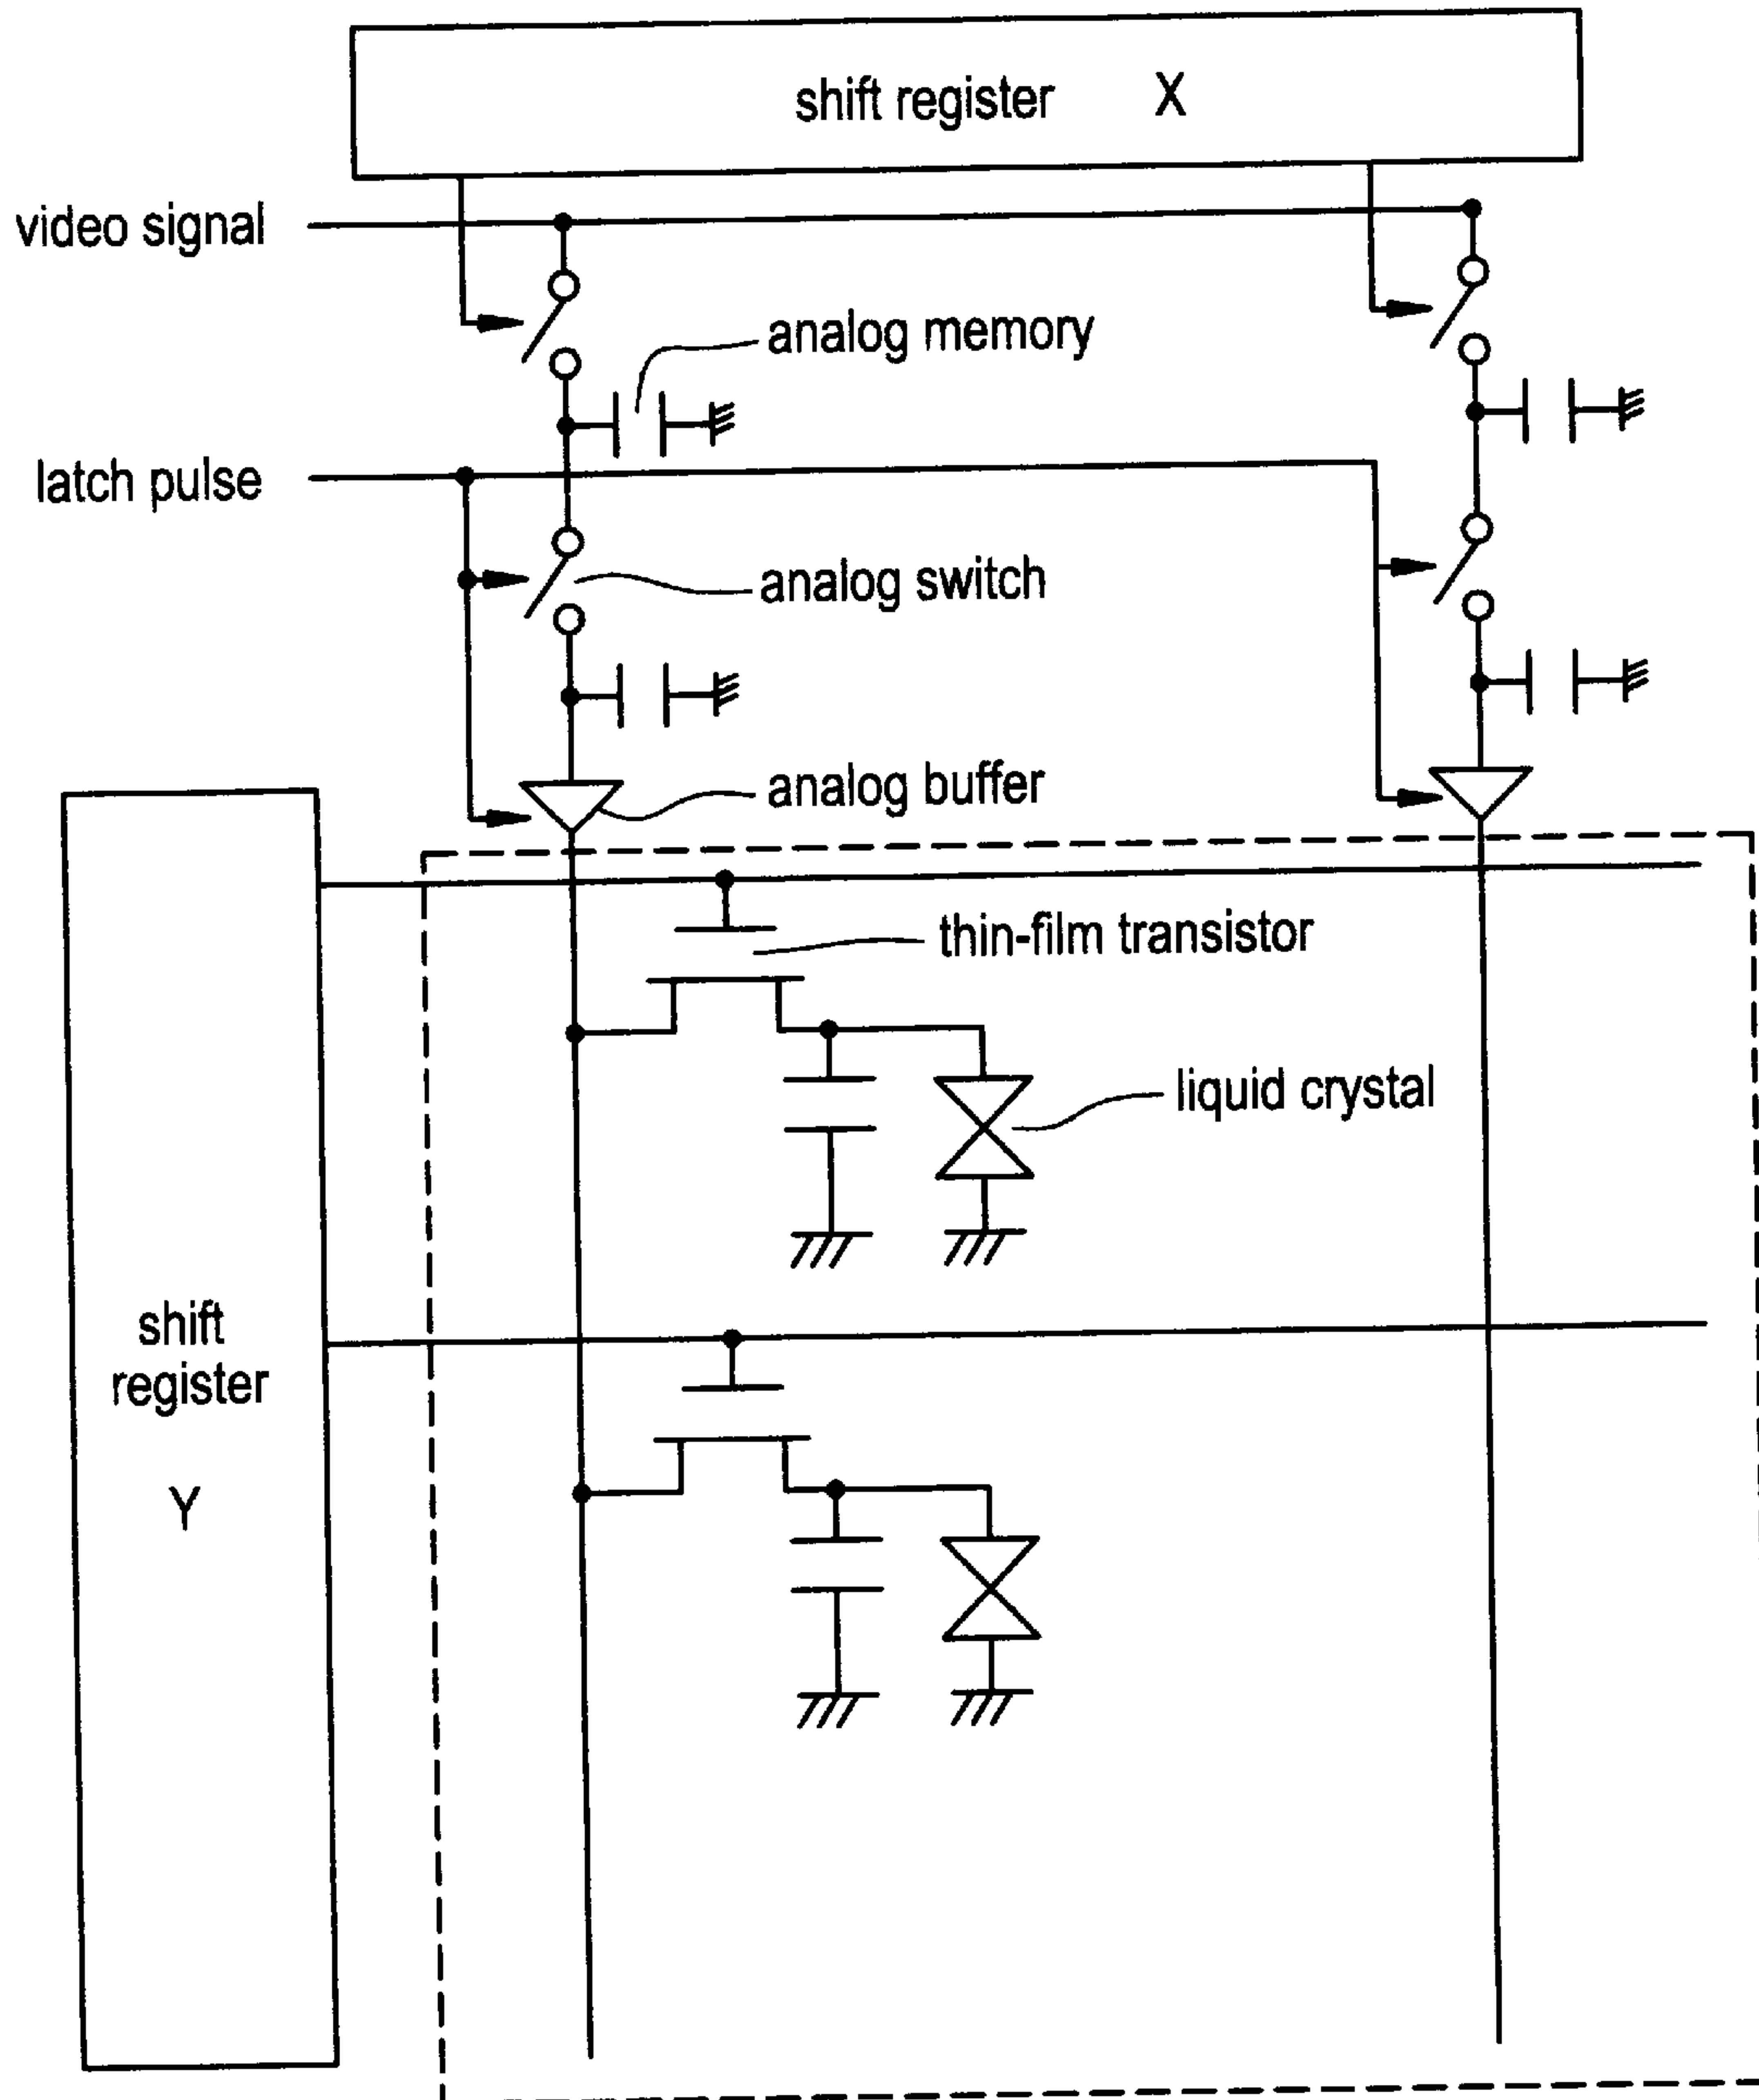 shift register X
video signal
analog memory
latch pulse
analog switch
analog buffer
thin-film transistor
liquid crystal
shift
register
Y